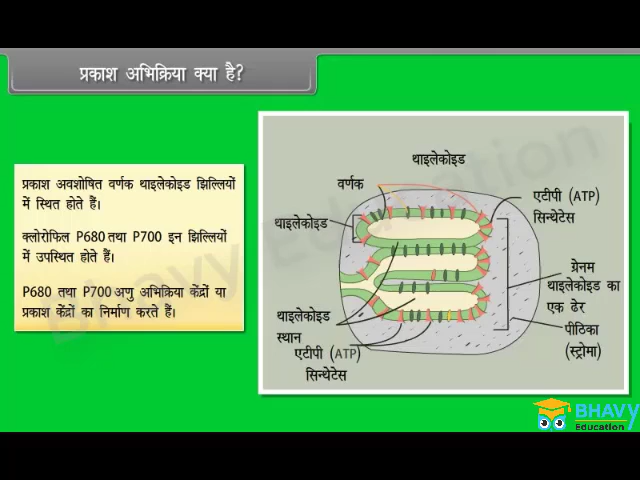 प्रकाश अभिक्रिया क्या है?
प्रकाश अवशोषित वर्णक थाइलेकोइड झिल्लियों
में स्थित होते हैं।
क्लोरोफिल P680 तथा P700 इन झिल्लियों
में उपस्थित होते हैं।
P680 तथा P700 अणु अभिक्रिया केंद्रों या
प्रकाश केंद्रों का निर्माण करते हैं।
थाइलेकोइड
वर्णक
एटीपी (ATP)
सिन्थेटेस
थाइलेकोइड
ग्रेनम
थाइलेकोइड का
एक ढेर
थाइलेकोइड
स्थान
पीठिका
(स्ट्रोमा)
एटीपी (ATP)
सिन्थेटेस
BHAVY
Education
Bhavy Education